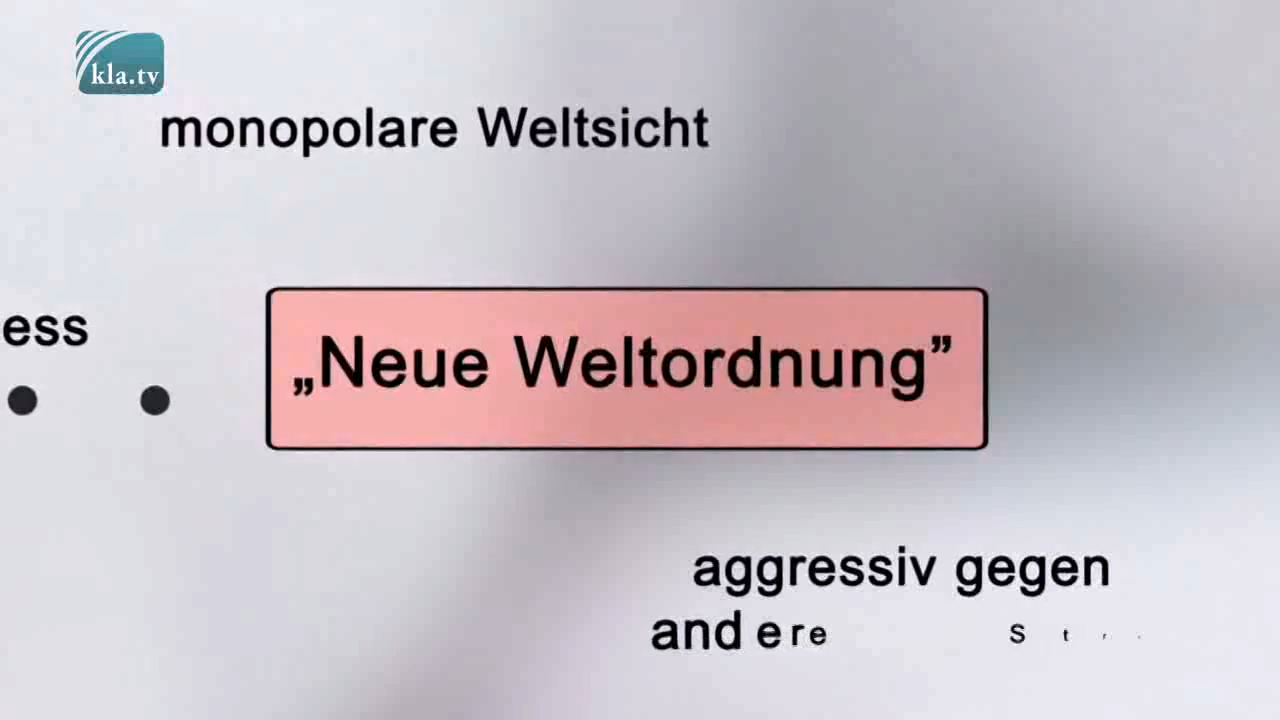 kla.tv
monopolare Weltsicht
ess
„Neue Weltordnung”
aggressiv gegen
andere